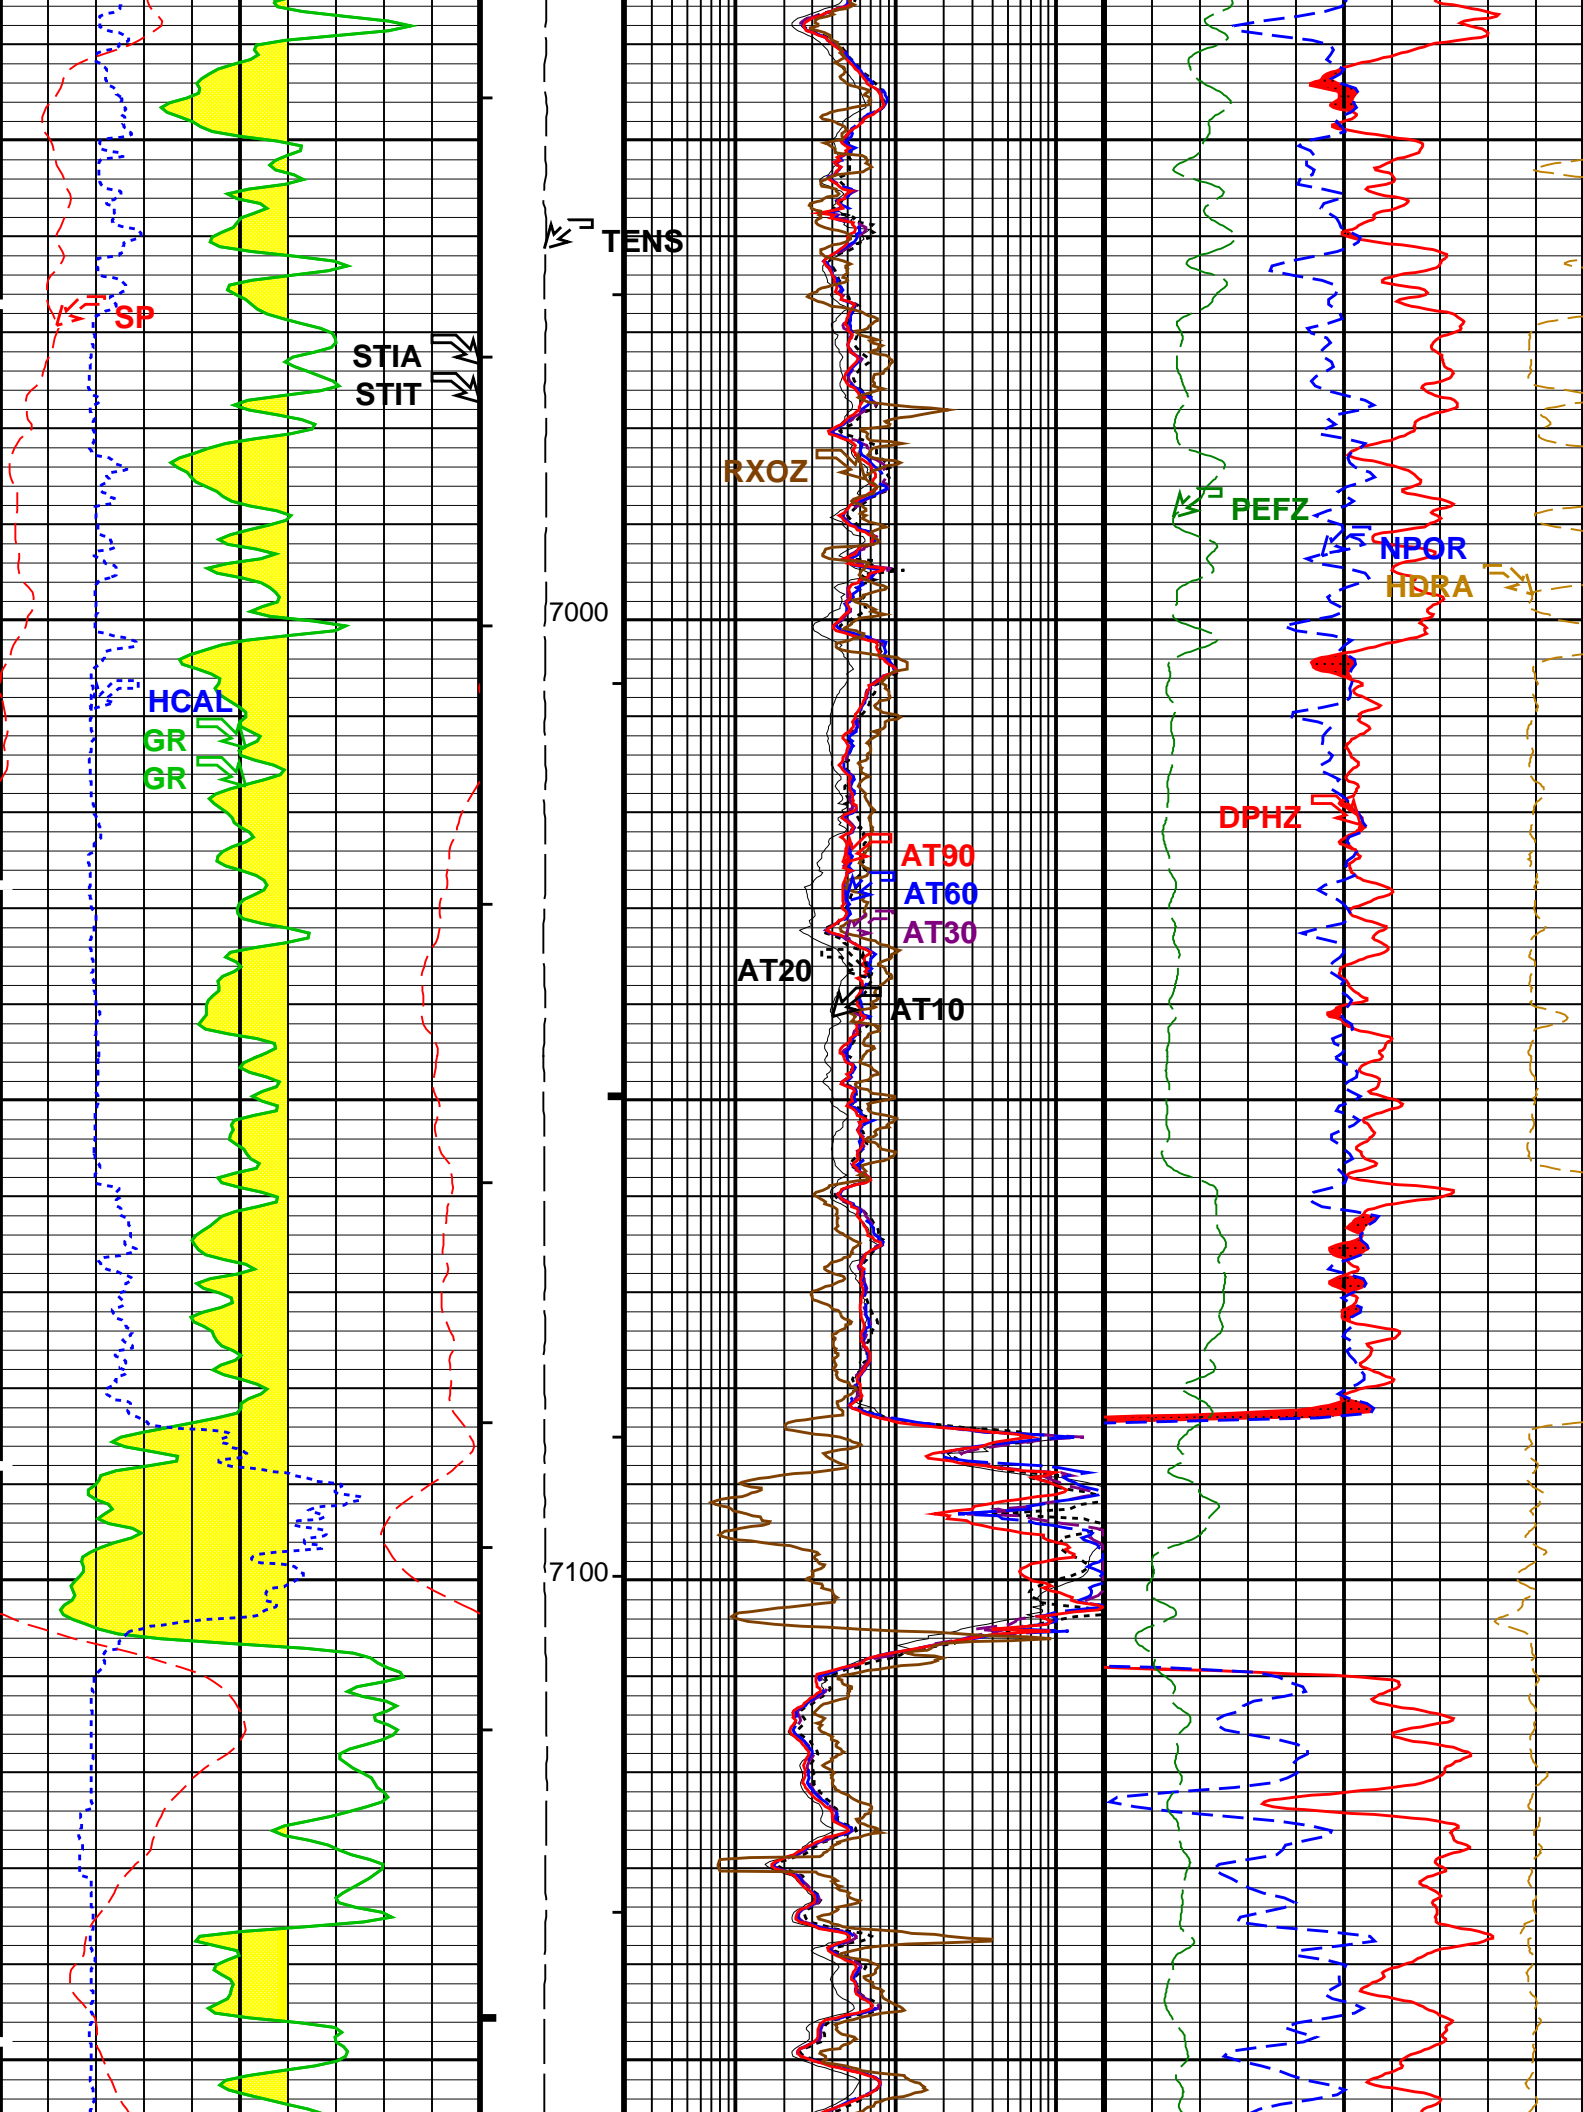 TENS
SP
STIA
STIT
RXOZ
PEFZ
NPOR
HDRA
7000
HCAL
GR
GR
DPHZ
AT90
AT60
AT30
AT20
AT10
7100